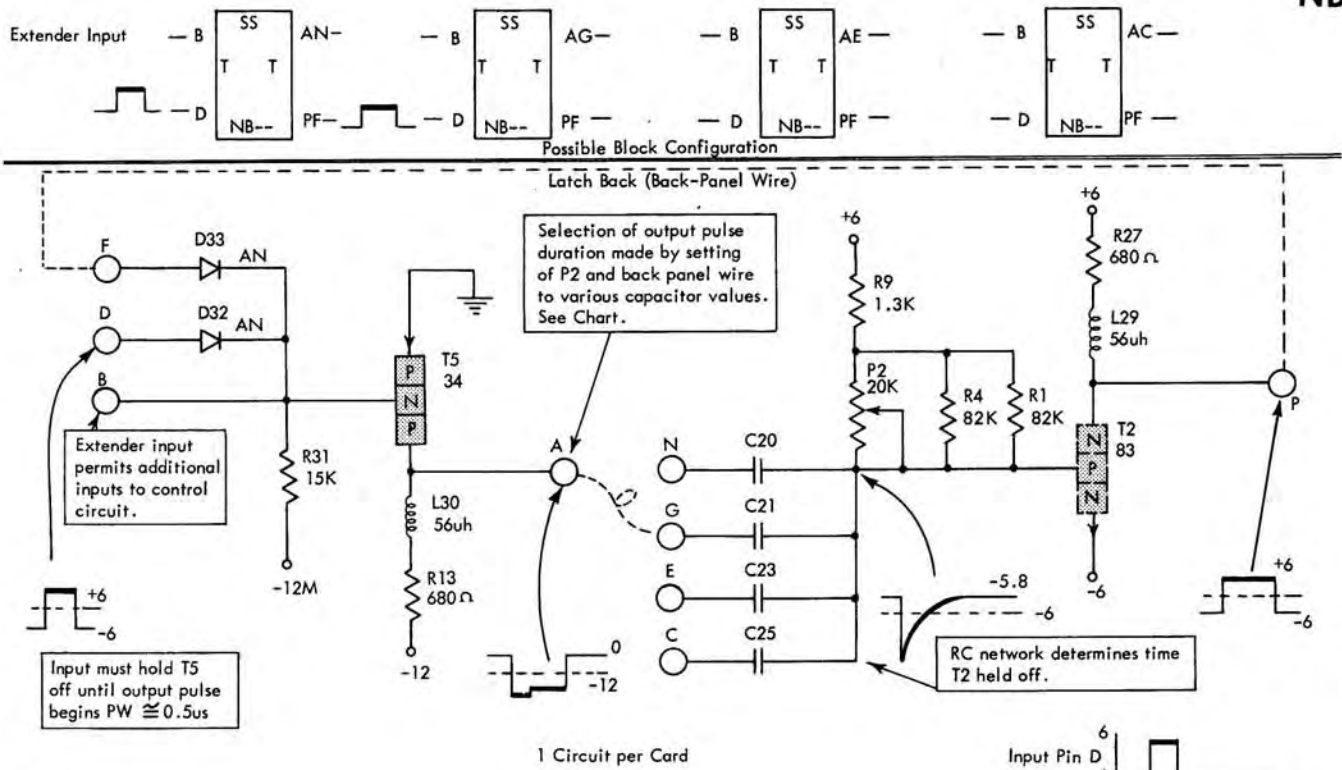 NB
Extender Input
B SS AN
T T
D NB-- PF
B SS AG
T T
D NB-- PF
B SS AE
T T
D NB-- PF
B SS AC
T T
D NB-- PF
Possible Block Configuration
Latch Back (Back-Panel Wire)
F
D33
AN
D
D32
AN
B
Extender input
permits additional
inputs to control
circuit.
R31
15K
-12M
+6
-6
Input must hold T5
off until output pulse
begins PW ≅ 0.5us
P
N
P
T5
34
L30
56uh
R13
680 Ω
-12
Selection of output pulse
duration made by setting
of P2 and back panel wire
to various capacitor values.
See Chart.
A
0
-12
N
C20
G
C21
E
C23
C
C25
+6
R9
1.3K
P2
20K
R4
82K
R1
82K
-5.8
-6
RC network determines time
T2 held off.
+6
R27
680 Ω
L29
56uh
N
P
N
T2
83
-6
P
+6
-6
1 Circuit per Card
Input Pin D
6